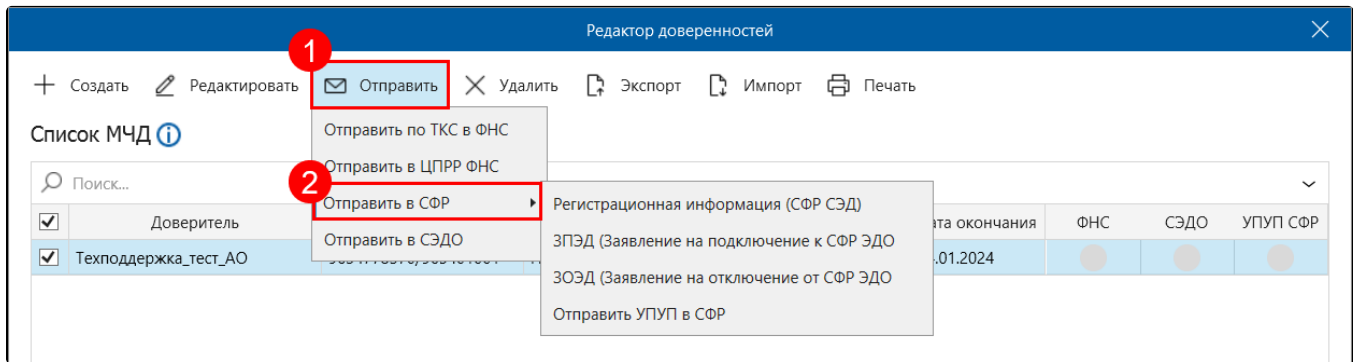 Редактор доверенностей
1
Создать Редактировать Отправить Удалить Экспорт Импорт Печать
Список МЧД
Отправить по ТКС в ФНС
Отправить в ЦПРР ФНС
Поиск...
2
Отправить в СФР
Регистрационная информация (СФР СЭД)
Доверитель
та окончания ФНС СЭДО УПУП СФР
Отправить в СЭДО
ЗПЭД (Заявление на подключение к СФР ЭДО
Техподдержка_тест_АО
.01.2024
ЗОЭД (Заявление на отключение от СФР ЭДО
Отправить УПУП в СФР